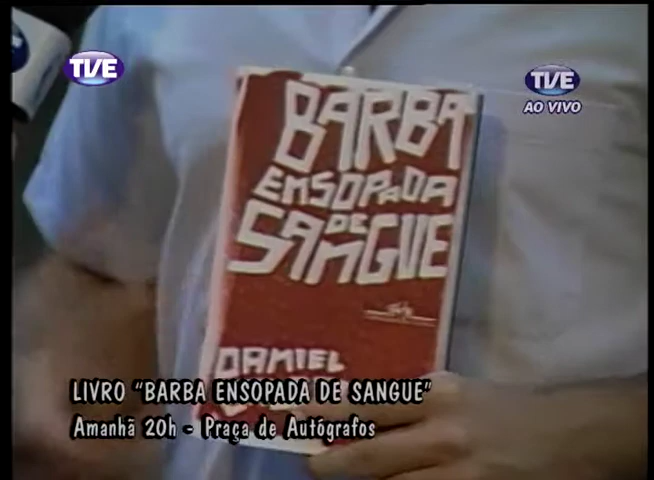 TVE
TVE
AO VIVO
BARBA
ENSOPADA
DE
SANGUE
DANIEL
LIVRO "BARBA ENSOPADA DE SANGUE"
Amanhã 20h - Praça de Autógrafos